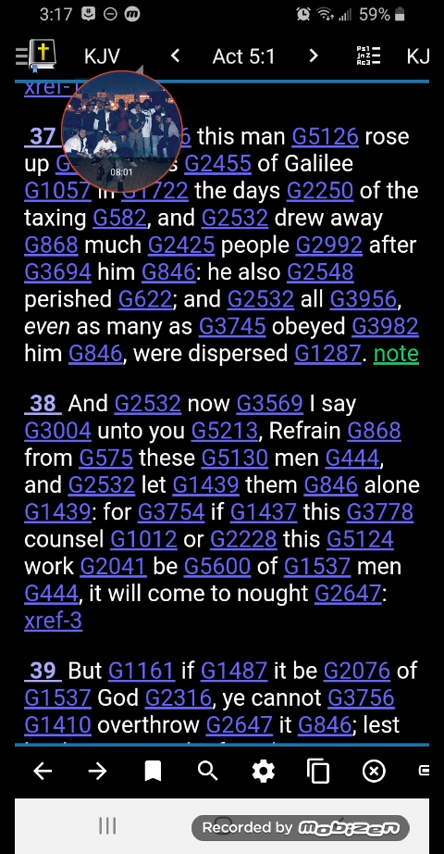 3:17 59%
KJV < Act 5:1 > KJ
xref-1
37 6 this man G5126 rose
up G s G2455 of Galilee
08:01
G1057 in G1722 the days G2250 of the
taxing G582, and G2532 drew away
G868 much G2425 people G2992 after
G3694 him G846: he also G2548
perished G622; and G2532 all G3956,
even as many as G3745 obeyed G3982
him G846, were dispersed G1287. note
38 And G2532 now G3569 I say
G3004 unto you G5213, Refrain G868
from G575 these G5130 men G444,
and G2532 let G1439 them G846 alone
G1439: for G3754 if G1437 this G3778
counsel G1012 or G2228 this G5124
work G2041 be G5600 of G1537 men
G444, it will come to nought G2647:
xref-3
39 But G1161 if G1487 it be G2076 of
G1537 God G2316, ye cannot G3756
G1410 overthrow G2647 it G846; lest
Recorded by Mobizen